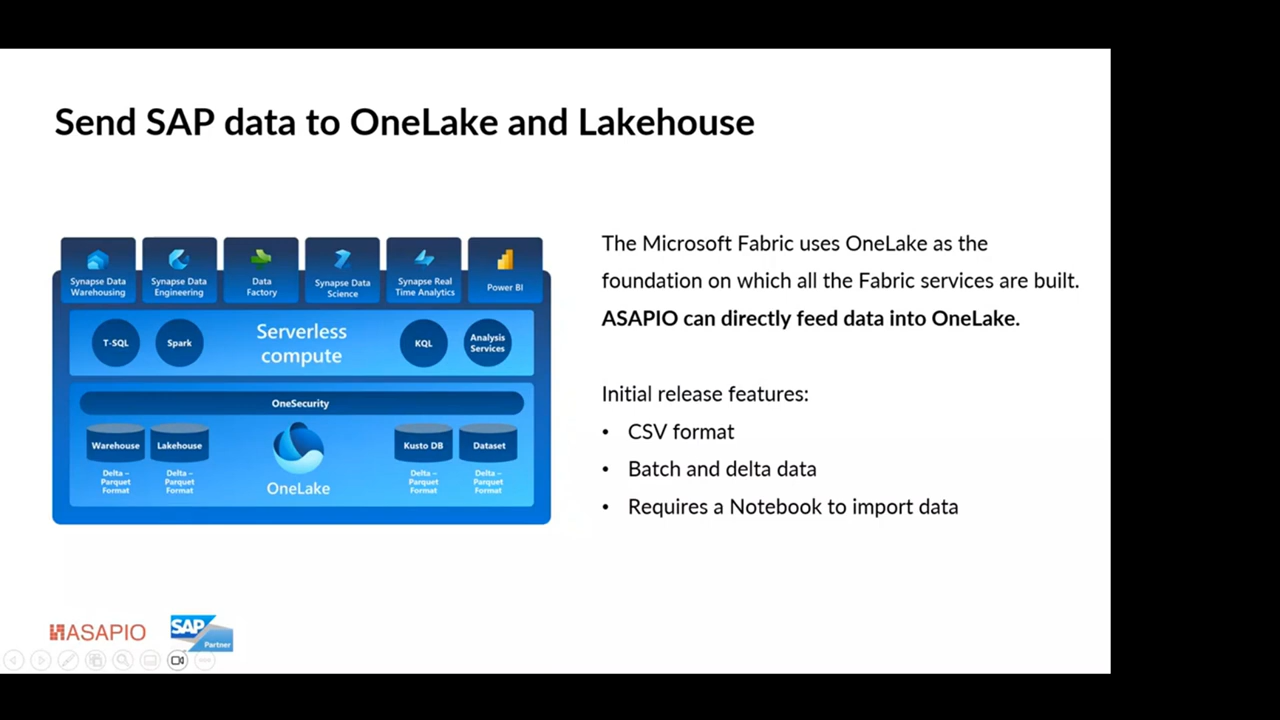 Send SAP data to OneLake and Lakehouse
Synapse Data
Warehousing
Synapse Data
Engineering
Data
Factory
Synapse Data
Science
Synapse Real
Time Analytics
Power BI
T-SQL
Spark
Serverless
compute
KQL
Analysis
Services
OneSecurity
Warehouse
Lakehouse
Kusto DB
Dataset
Delta –
Parquet
Format
Delta –
Parquet
Format
OneLake
Delta –
Parquet
Format
Delta –
Parquet
Format
The Microsoft Fabric uses OneLake as the
foundation on which all the Fabric services are built.
ASAPIO can directly feed data into OneLake.
Initial release features:
• CSV format
• Batch and delta data
• Requires a Notebook to import data
ASAPIO
SAP
Partner